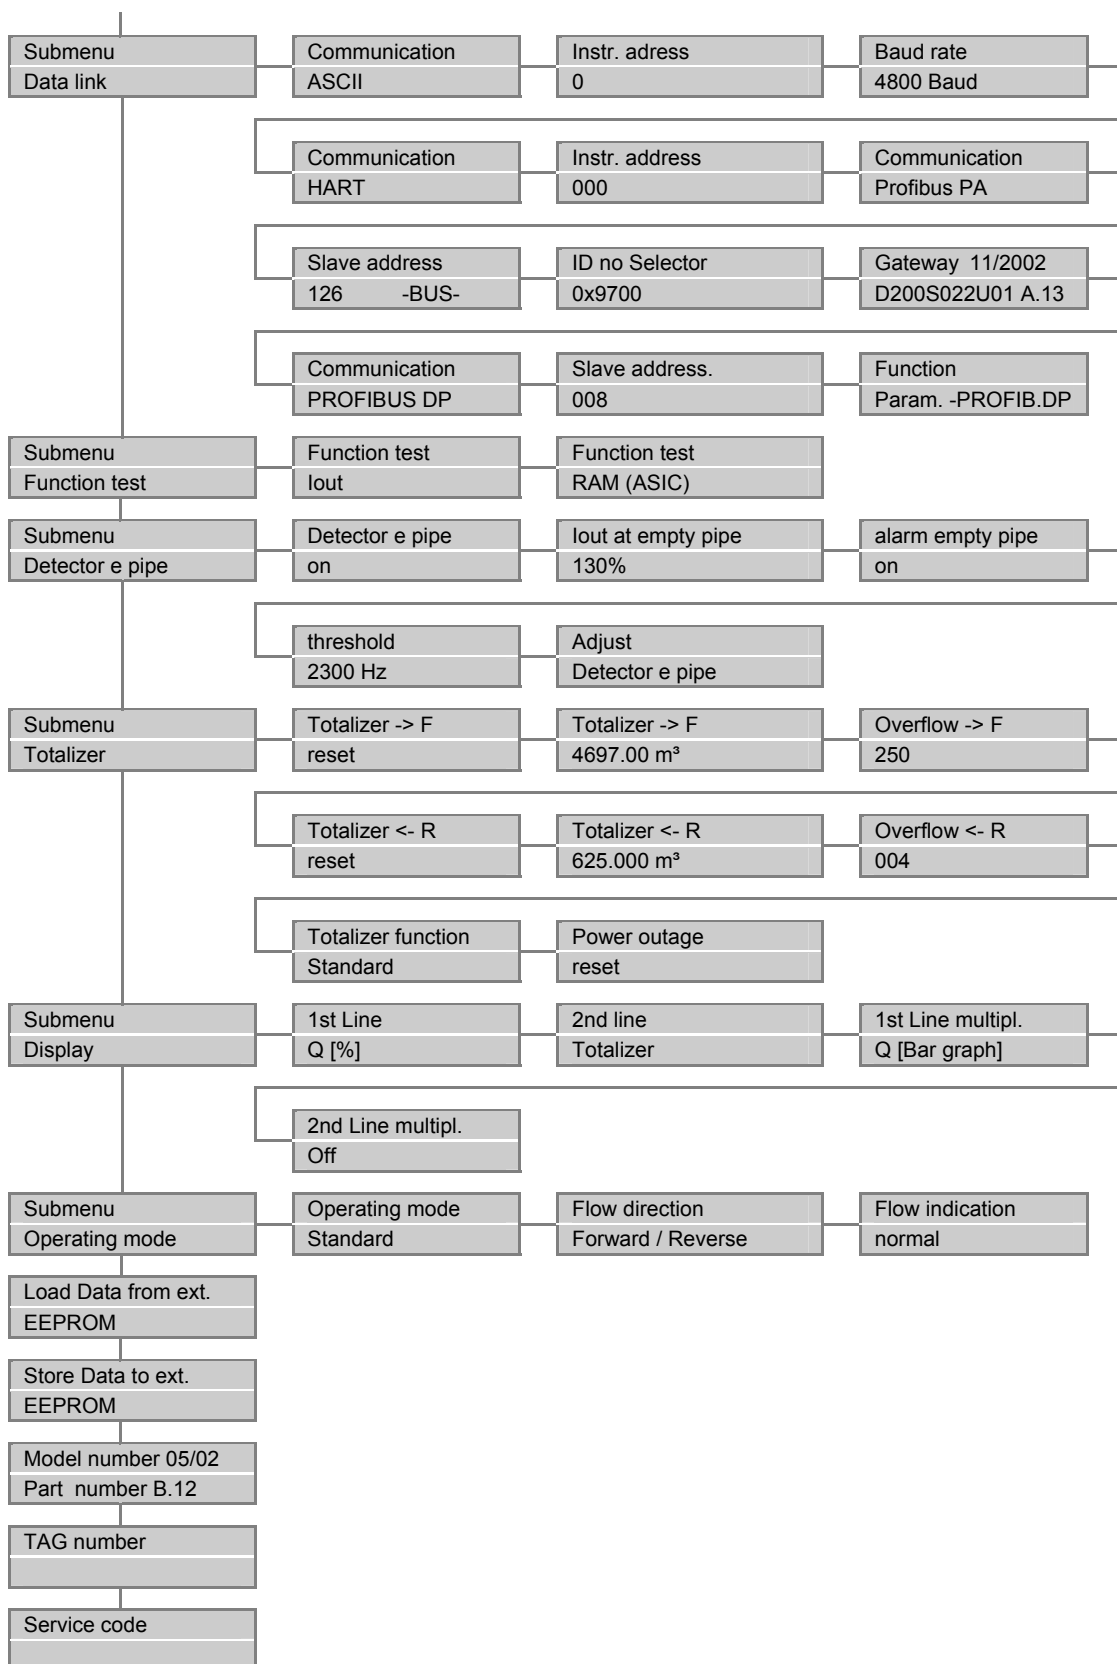 Submenu
Data link
Communication
ASCII
Instr. adress
0
Baud rate
4800 Baud
Communication
HART
Instr. address
000
Communication
Profibus PA
Slave address
126 -BUS-
ID no Selector
0x9700
Gateway 11/2002
D200S022U01 A.13
Communication
PROFIBUS DP
Slave address.
008
Function
Param. -PROFIB.DP
Submenu
Function test
Function test
Iout
Function test
RAM (ASIC)
Submenu
Detector e pipe
Detector e pipe
on
Iout at empty pipe
130%
alarm empty pipe
on
threshold
2300 Hz
Adjust
Detector e pipe
Submenu
Totalizer
Totalizer -> F
reset
Totalizer -> F
4697.00 m³
Overflow -> F
250
Totalizer <- R
reset
Totalizer <- R
625.000 m³
Overflow <- R
004
Totalizer function
Standard
Power outage
reset
Submenu
Display
1st Line
Q [%]
2nd line
Totalizer
1st Line multipl.
Q [Bar graph]
2nd Line multipl.
Off
Submenu
Operating mode
Operating mode
Standard
Flow direction
Forward / Reverse
Flow indication
normal
Load Data from ext.
EEPROM
Store Data to ext.
EEPROM
Model number 05/02
Part number B.12
TAG number
Service code